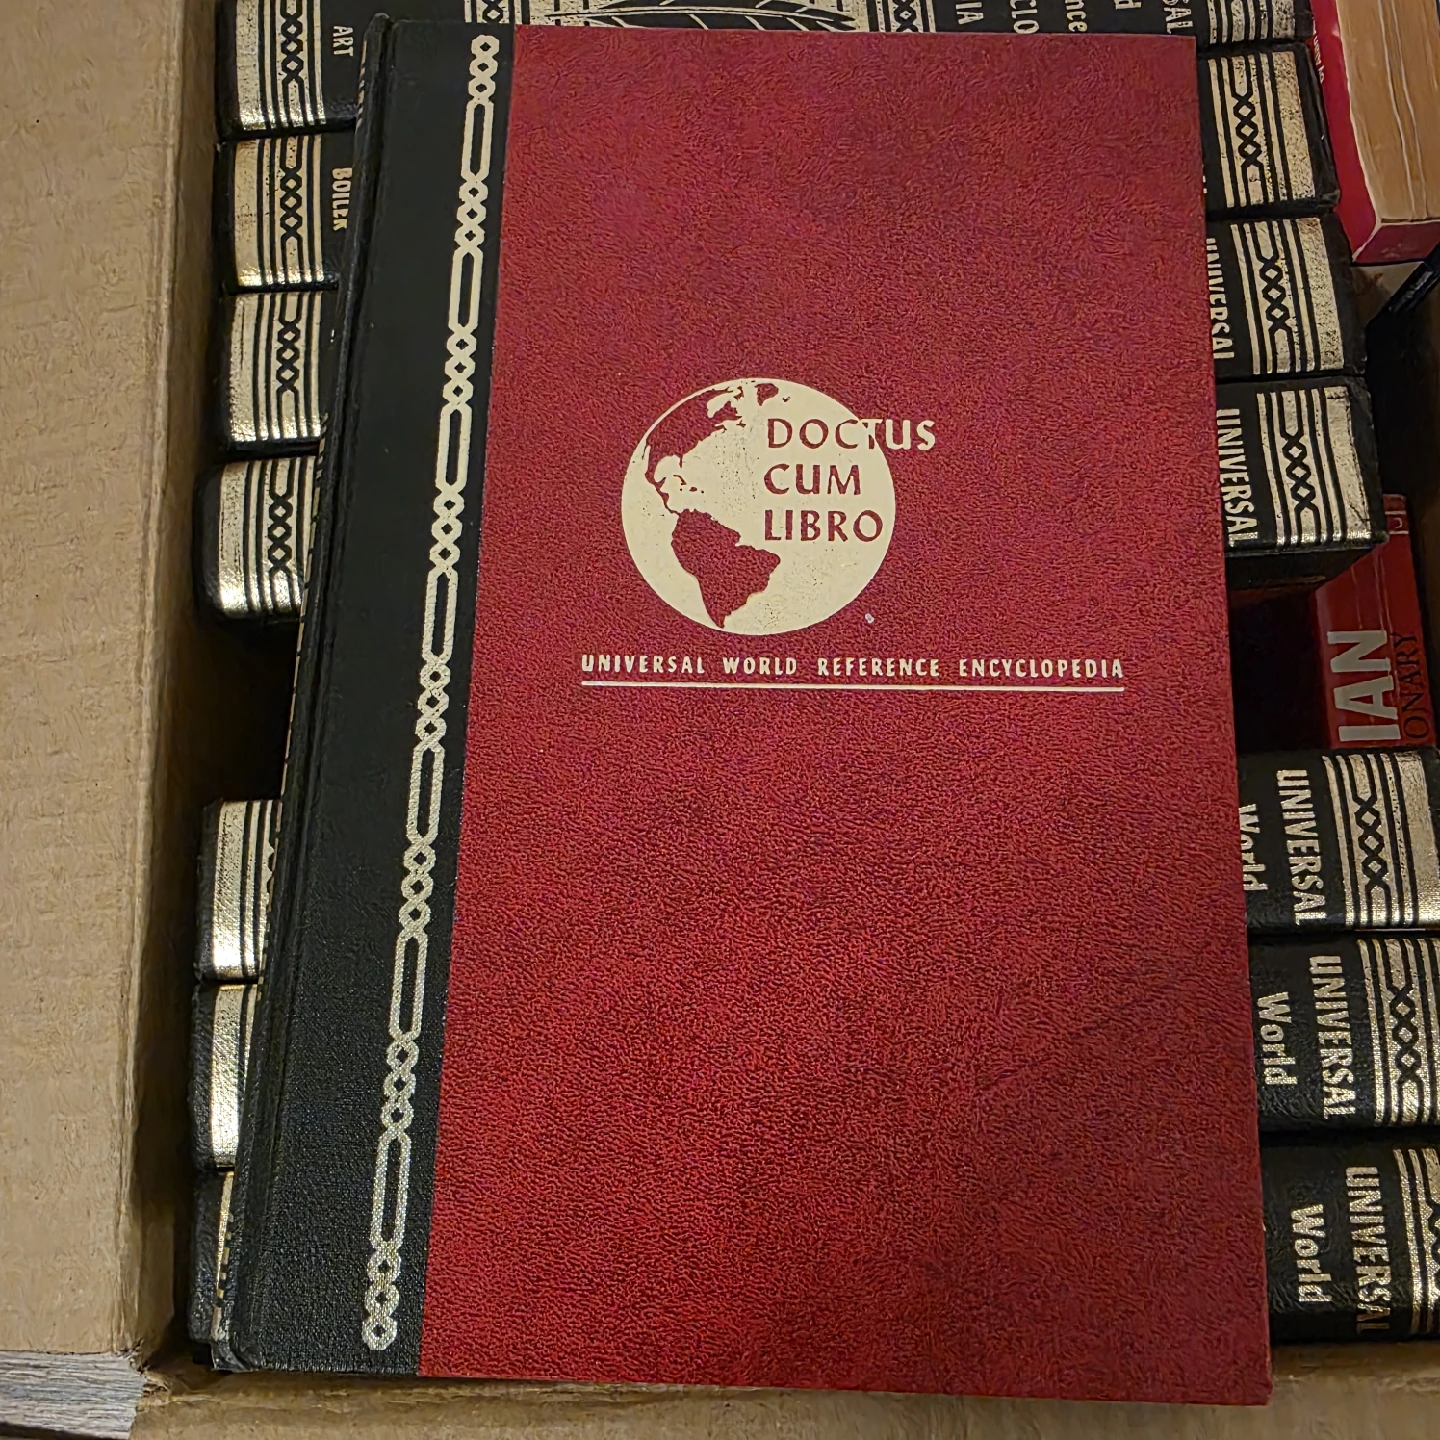 DOCTUS
CUM
LIBRO
UNIVERSAL WORLD REFERENCE ENCYCLOPEDIA
ART
BOILER
UNIVERSAL
UNIVERSAL
IAN
UNIVERSAL
World
UNIVERSAL
World
UNIVERSAL
World